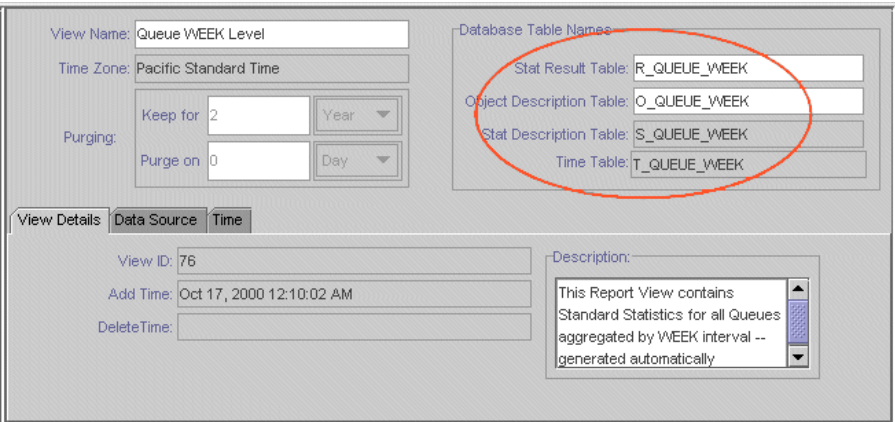 View Name: Queue WEEK Level
Time Zone: Pacific Standard Time
Purging:
Keep for 2 Year
Purge on 0 Day
Database Table Names
Stat Result Table: R_QUEUE_WEEK
Object Description Table: O_QUEUE_WEEK
Stat Description Table: S_QUEUE_WEEK
Time Table: T_QUEUE_WEEK
View Details Data Source Time
View ID: 76
Add Time: Oct 17, 2000 12:10:02 AM
DeleteTime:
Description:
This Report View contains
Standard Statistics for all Queues
aggregated by WEEK interval --
generated automatically